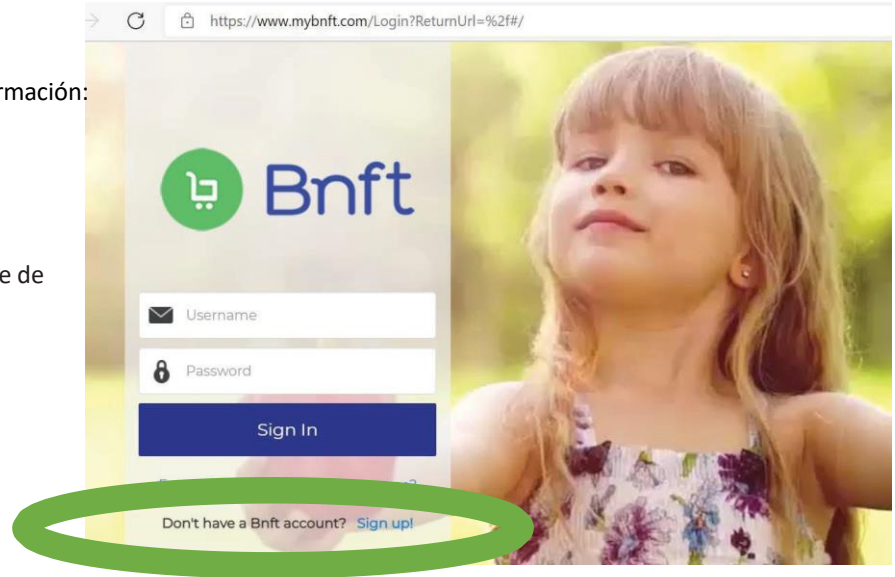 https://www.mybnft.com/Login?ReturnUrl=%2f#/
rmación:
Bnft
e de
Username
Password
Sign In
Don't have a Bnft account? Sign up!